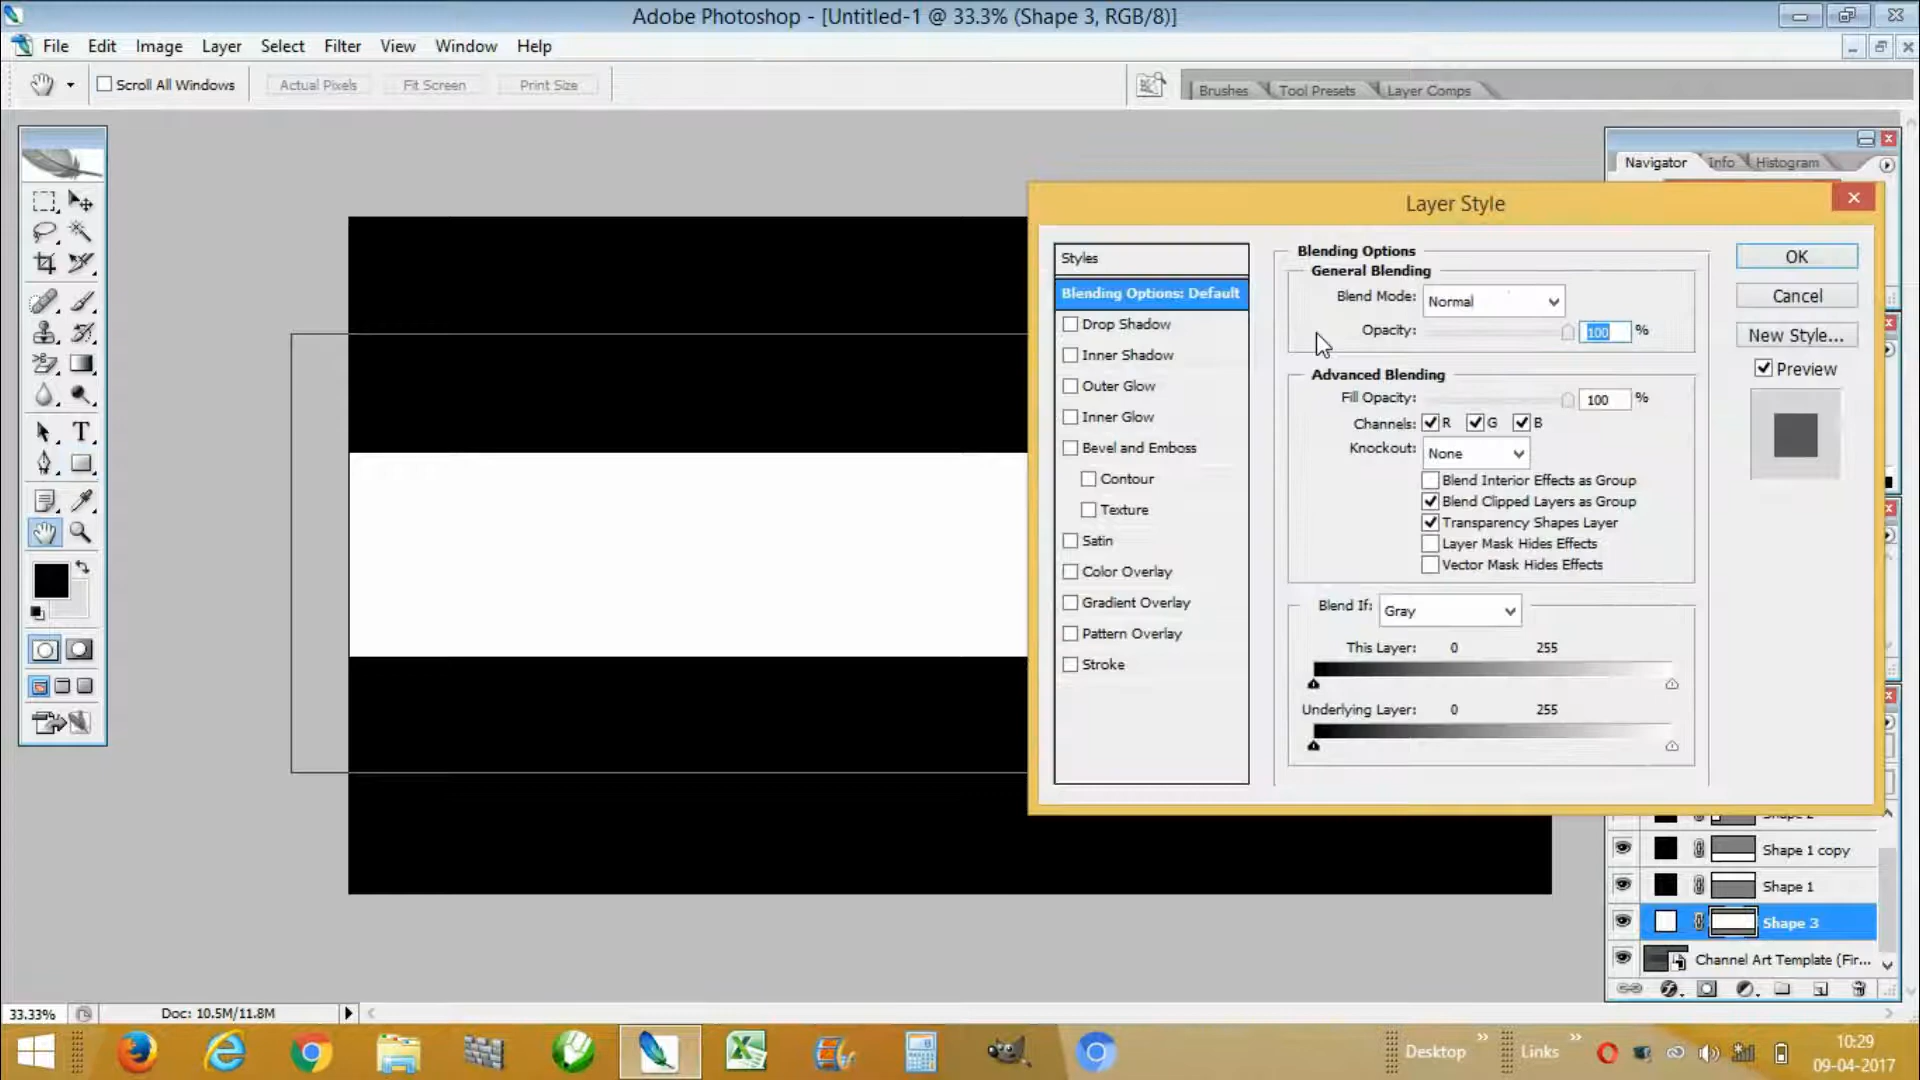 Adobe Photoshop - [Untitled-1 @ 33.3% (Shape 3, RGB/8)]
File Edit Image Layer Select Filter View Window Help
Scroll All Windows Actual Pixels Fit Screen Print Size
Brushes Tool Presets Layer Comps
Navigator Info Histogram
Layer Style
Styles
Blending Options: Default
Drop Shadow
Inner Shadow
Outer Glow
Inner Glow
Bevel and Emboss
Contour
Texture
Satin
Color Overlay
Gradient Overlay
Pattern Overlay
Stroke
Blending Options
General Blending
Blend Mode: Normal
Opacity: 100 %
Advanced Blending
Fill Opacity: 100 %
Channels: R G B
Knockout: None
Blend Interior Effects as Group
Blend Clipped Layers as Group
Transparency Shapes Layer
Layer Mask Hides Effects
Vector Mask Hides Effects
Blend If: Gray
This Layer: 0 255
Underlying Layer: 0 255
OK
Cancel
New Style...
Preview
Shape 1 copy
Shape 1
Shape 3
Channel Art Template (Fir...
33.33% Doc: 10.5M/11.8M
Desktop Links
10:29
09-04-2017